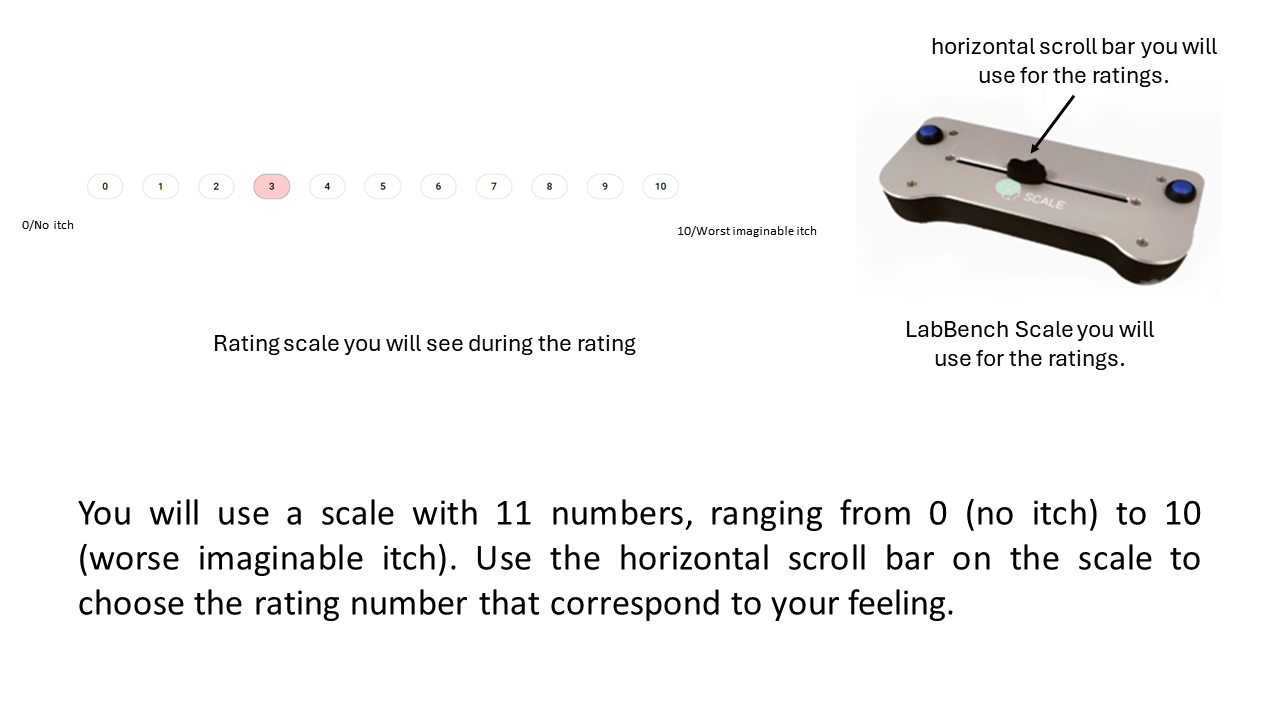 horizontal scroll bar you will
use for the ratings.
0 1 2 3 4 5 6 7 8 9 10
0/No itch
10/Worst imaginable itch
SCALE
Rating scale you will see during the rating
LabBench Scale you will
use for the ratings.
You will use a scale with 11 numbers, ranging from 0 (no itch) to 10
(worse imaginable itch). Use the horizontal scroll bar on the scale to
choose the rating number that correspond to your feeling.